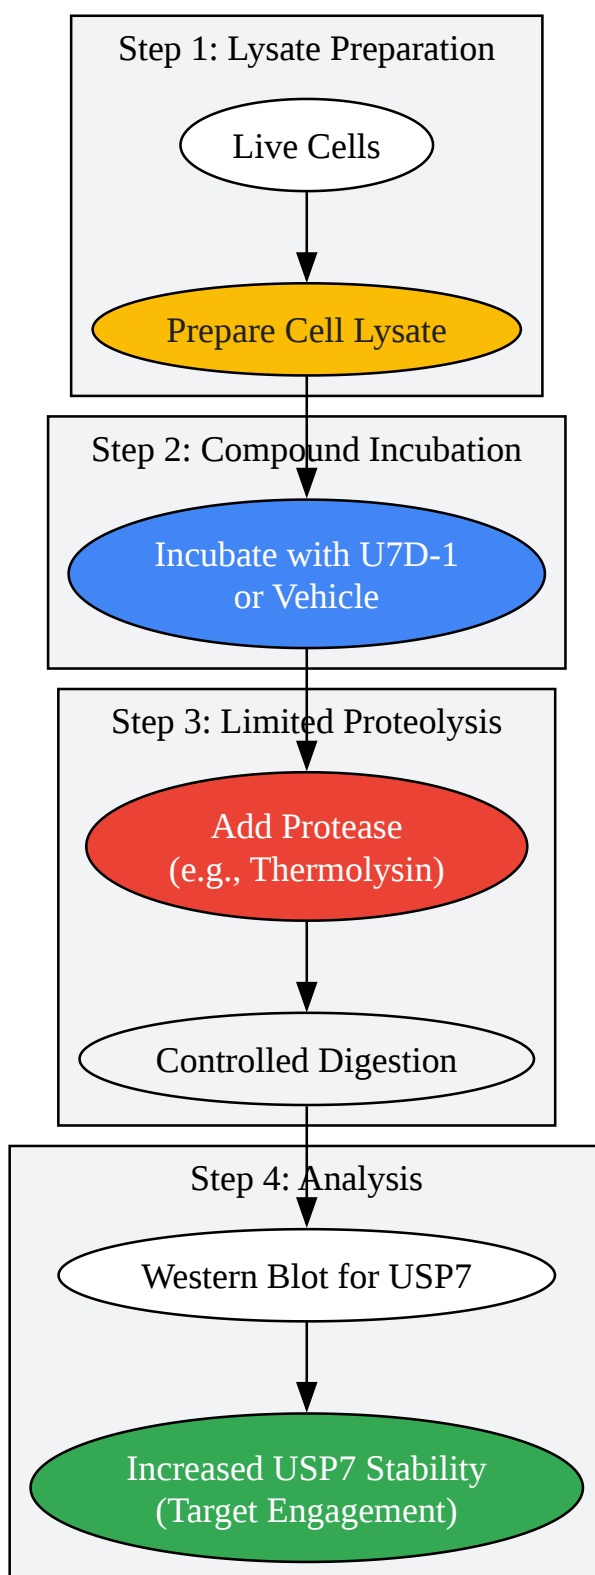 Step 1: Lysate Preparation
Live Cells
Prepare Cell Lysate
Step 2: Compound Incubation
Incubate with U7D-1
or Vehicle
Step 3: Limited Proteolysis
Add Protease
(e.g., Thermolysin)
Controlled Digestion
Step 4: Analysis
Western Blot for USP7
Increased USP7 Stability
(Target Engagement)